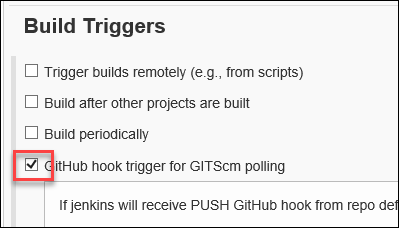 Build Triggers
Trigger builds remotely (e.g., from scripts)
Build after other projects are built
Build periodically
GitHub hook trigger for GITScm polling
If jenkins will receive PUSH GitHub hook from repo def